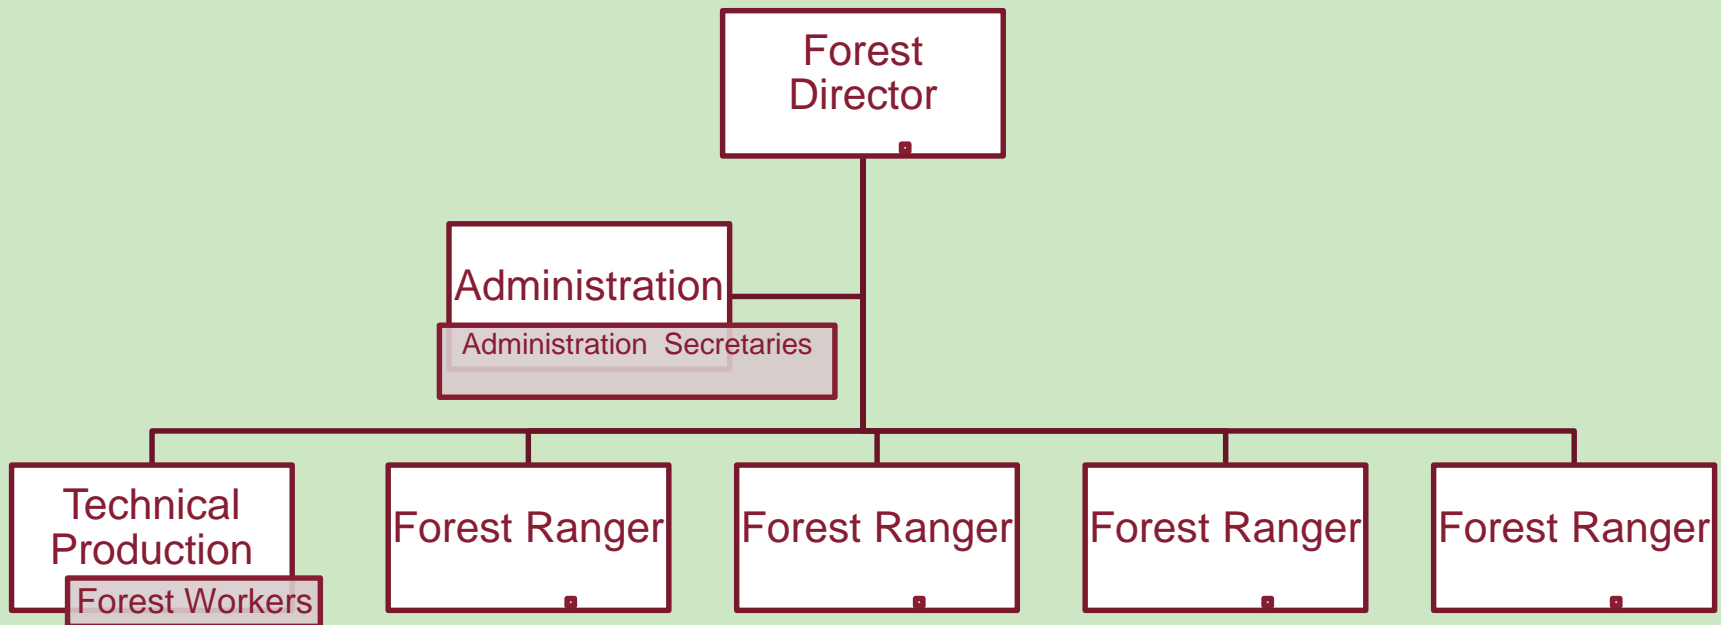 Forest
Director
Administration
Administration Secretaries
Technical
Production
Forest Workers
Forest Ranger
Forest Ranger
Forest Ranger
Forest Ranger